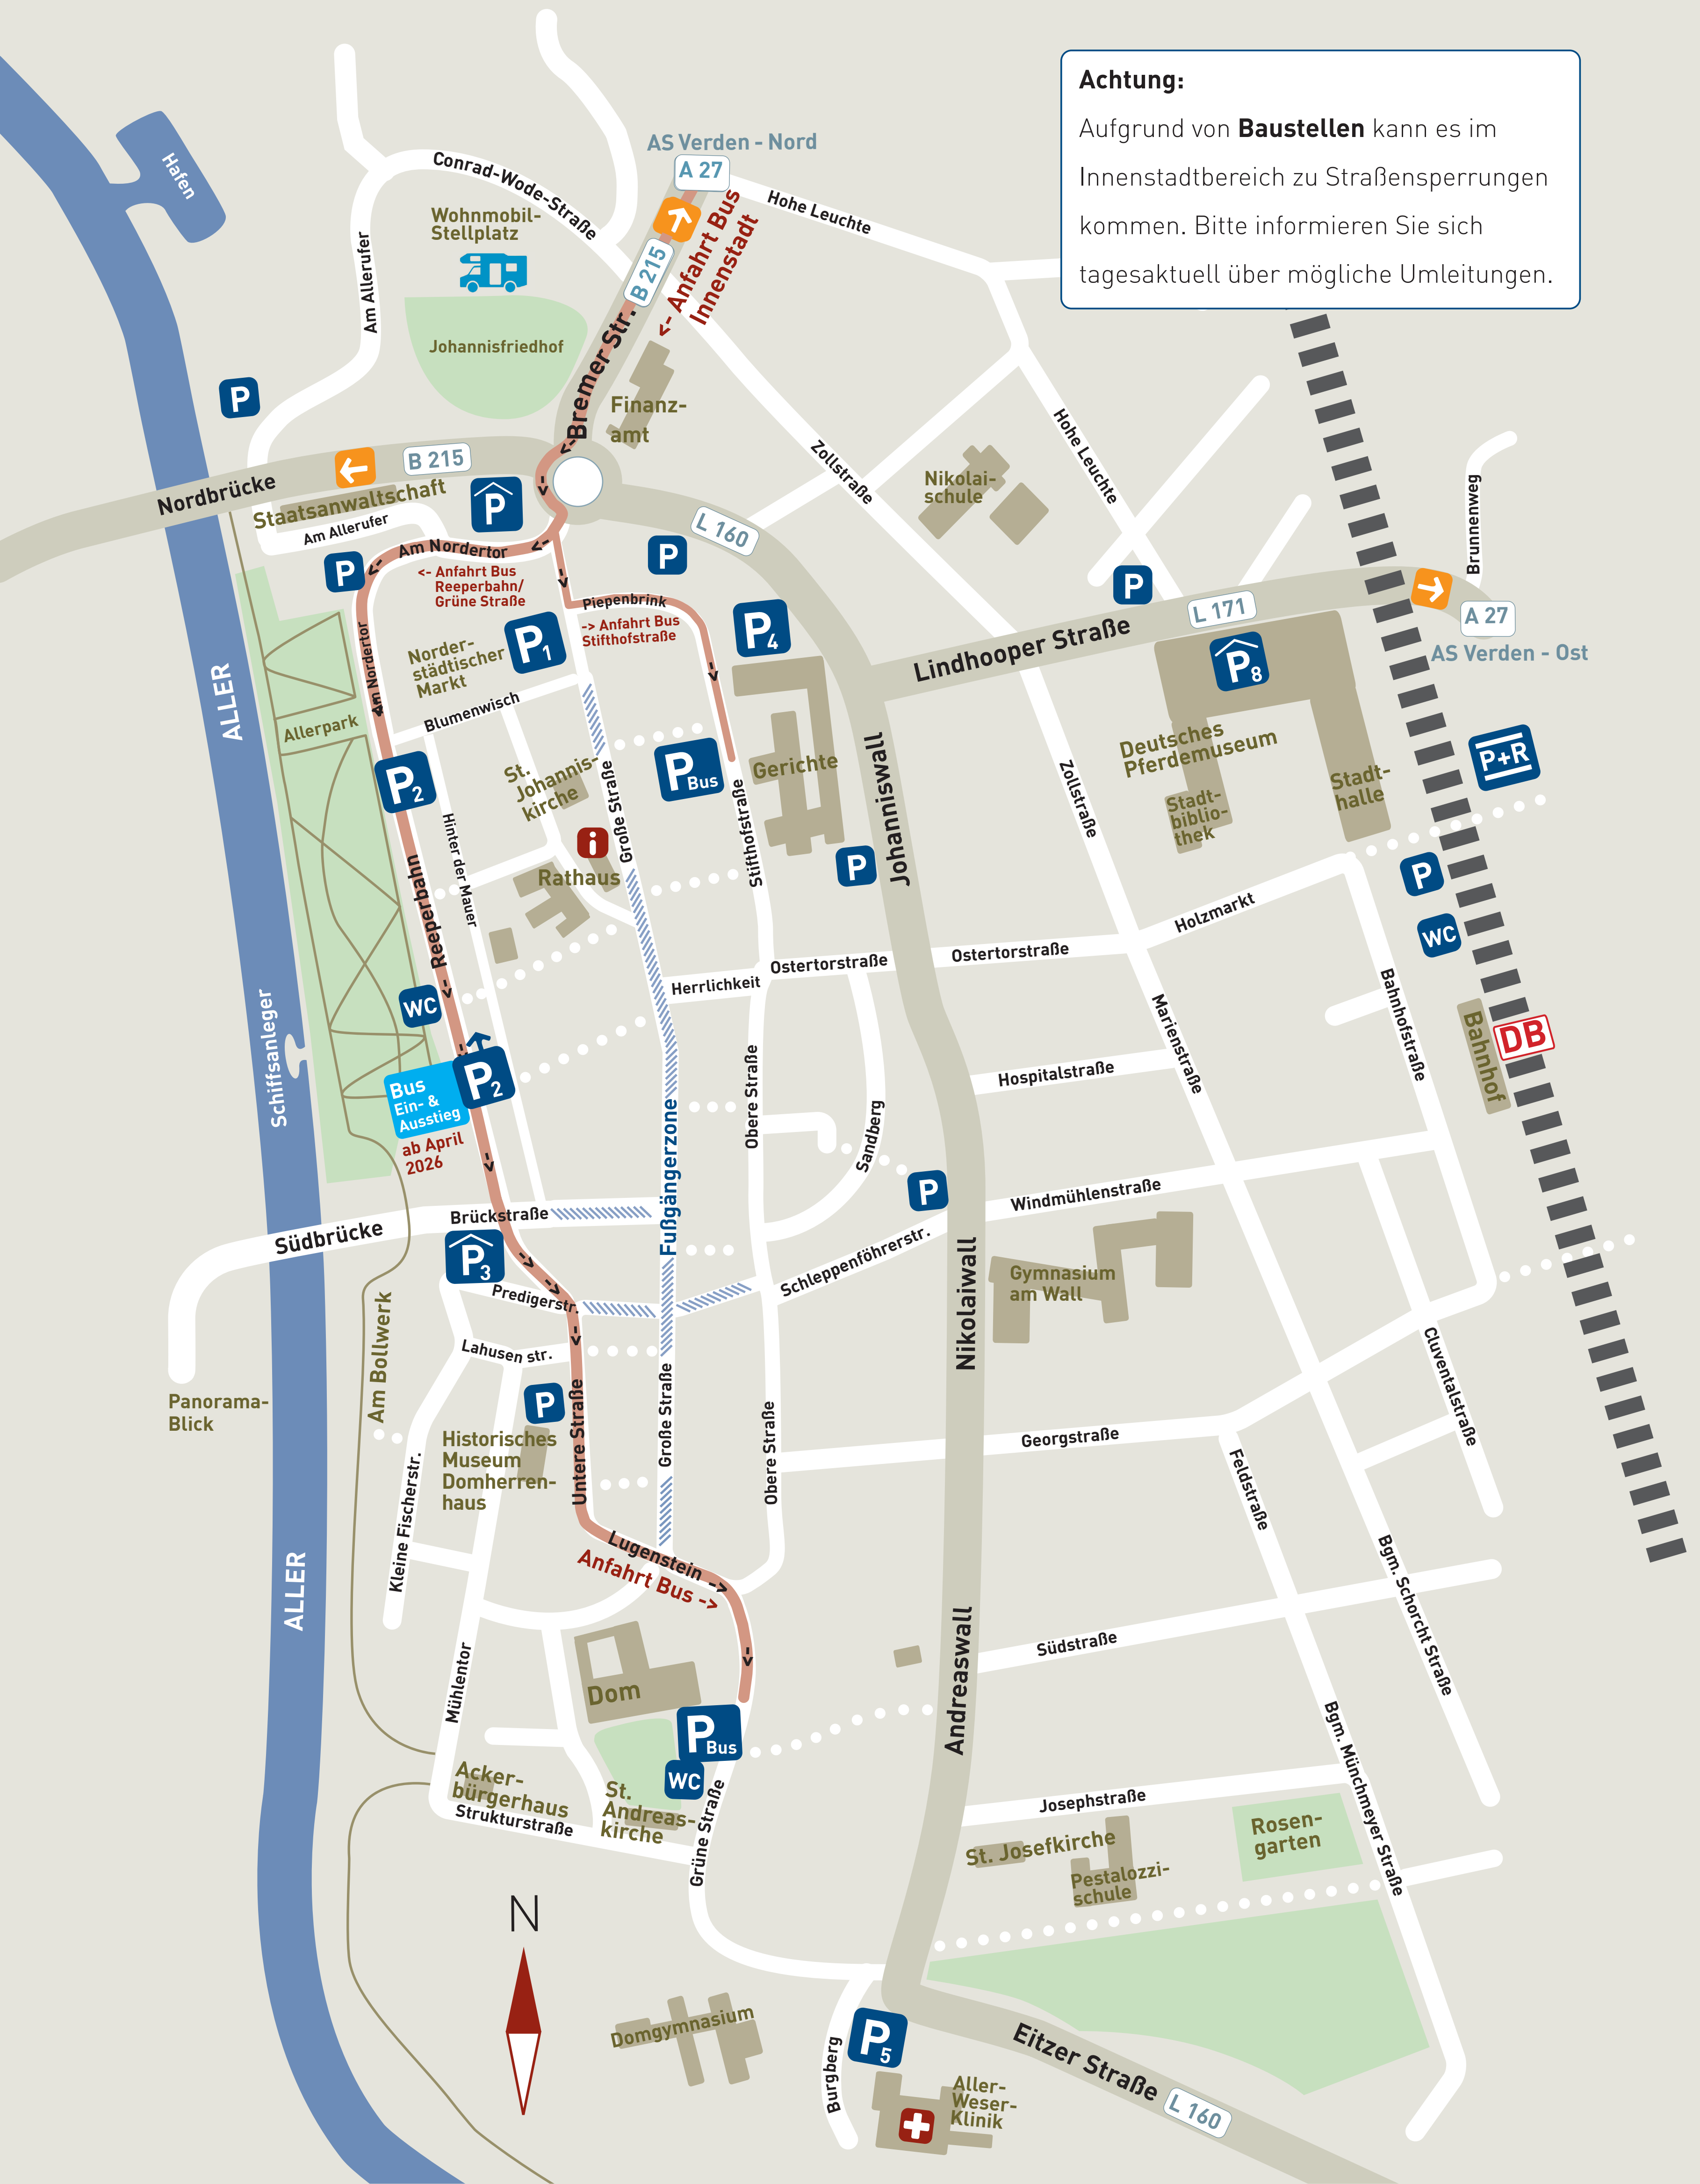 Achtung:
Aufgrund von Baustellen kann es im
Innenstadtbereich zu Straßensperrungen
kommen. Bitte informieren Sie sich
tagesaktuell über mögliche Umleitungen.
AS Verden - Nord
A 27
Hafen
Conrad-Wode-Straße
Hohe Leuchte
Wohnmobil-
Stellplatz
<- Anfahrt Bus
Innenstadt
B 215
Am Allerufer
Johannisfriedhof
Bremer Str.
Finanz-
amt
P
Hohe Leuchte
Zollstraße
Nikolai-
schule
B 215
Nordbrücke
Staatsanwaltschaft
Am Allerufer
P
L 160
Brunnenweg
Am Nordertor
P
P
<- Anfahrt Bus
Reeperbahn/
Grüne Straße
Piepenbrink
-> Anfahrt Bus
Stifthofstraße
P
L 171
A 27
AS Verden - Ost
Lindhooper Straße
P4
P1
P8
Am Nordertor
Norder-
städtischer
Markt
Blumenwisch
ALLER
Allerpark
P2
St.
Johannis-
kirche
PBus
Gerichte
Johanniswall
Deutsches
Pferdemuseum
Stadt-
halle
Stadt-
biblio-
thek
P+R
Zollstraße
Große Straße
Stifthofstraße
Hinter der Mauer
i
Rathaus
P
P
WC
Reeperbahn
Holzmarkt
Ostertorstraße
Ostertorstraße
Herrlichkeit
WC
Bahnhofstraße
Marienstraße
Bahnhof
DB
Schiffsanleger
Hospitalstraße
Bus
Ein- &
Ausstieg
P2
ab April
2026
Obere Straße
Sandberg
Fußgängerzone
P
Windmühlenstraße
Brückstraße
Südbrücke
P3
Schleppenföhrerstr.
Predigerstr.
Nikolaiwall
Gymnasium
am Wall
Lahusen str.
Am Bollwerk
Panorama-
Blick
P
Untere Straße
Große Straße
Obere Straße
Cluventalstraße
Georgstraße
Historisches
Museum
Domherren-
haus
Kleine Fischerstr.
Feldstraße
Lugenstein
Anfahrt Bus ->
ALLER
Bgm. Schorcht Straße
Südstraße
Mühlentor
Dom
Andreaswall
PBus
WC
Bgm. Münchmeyer Straße
Acker-
bürgerhaus
Strukturstraße
St.
Andreas-
kirche
Grüne Straße
Josephstraße
St. Josefkirche
Pestalozzi-
schule
Rosen-
garten
N
Domgymnasium
P5
Burgberg
Eitzer Straße
L 160
Aller-
Weser-
Klinik